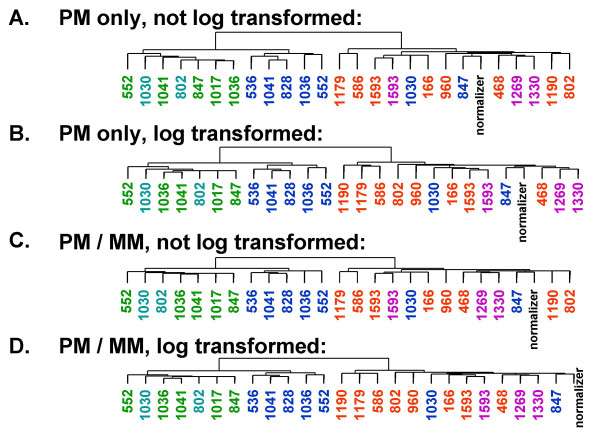 A. PM only, not log transformed:
552 1030 1041 802 847 1017 1036 536 1041 828 1036 552 1179 586 1593 1593 1030 166 960 847 normalizer 468 1269 1330 1190 802
B. PM only, log transformed:
552 1030 1036 1041 802 1017 847 536 1041 828 1036 552 1190 1179 586 802 960 1030 166 1593 1593 847 normalizer 468 1269 1330
C. PM / MM, not log transformed:
552 1030 802 1036 1041 1017 847 536 1041 828 1036 552 1179 586 1593 1593 1030 166 960 468 1269 1330 847 normalizer 1190 802
D. PM / MM, log transformed:
552 1030 1036 1041 802 1017 847 536 1041 828 1036 552 1190 1179 586 802 960 1030 166 1593 1593 468 1269 1330 847 normalizer